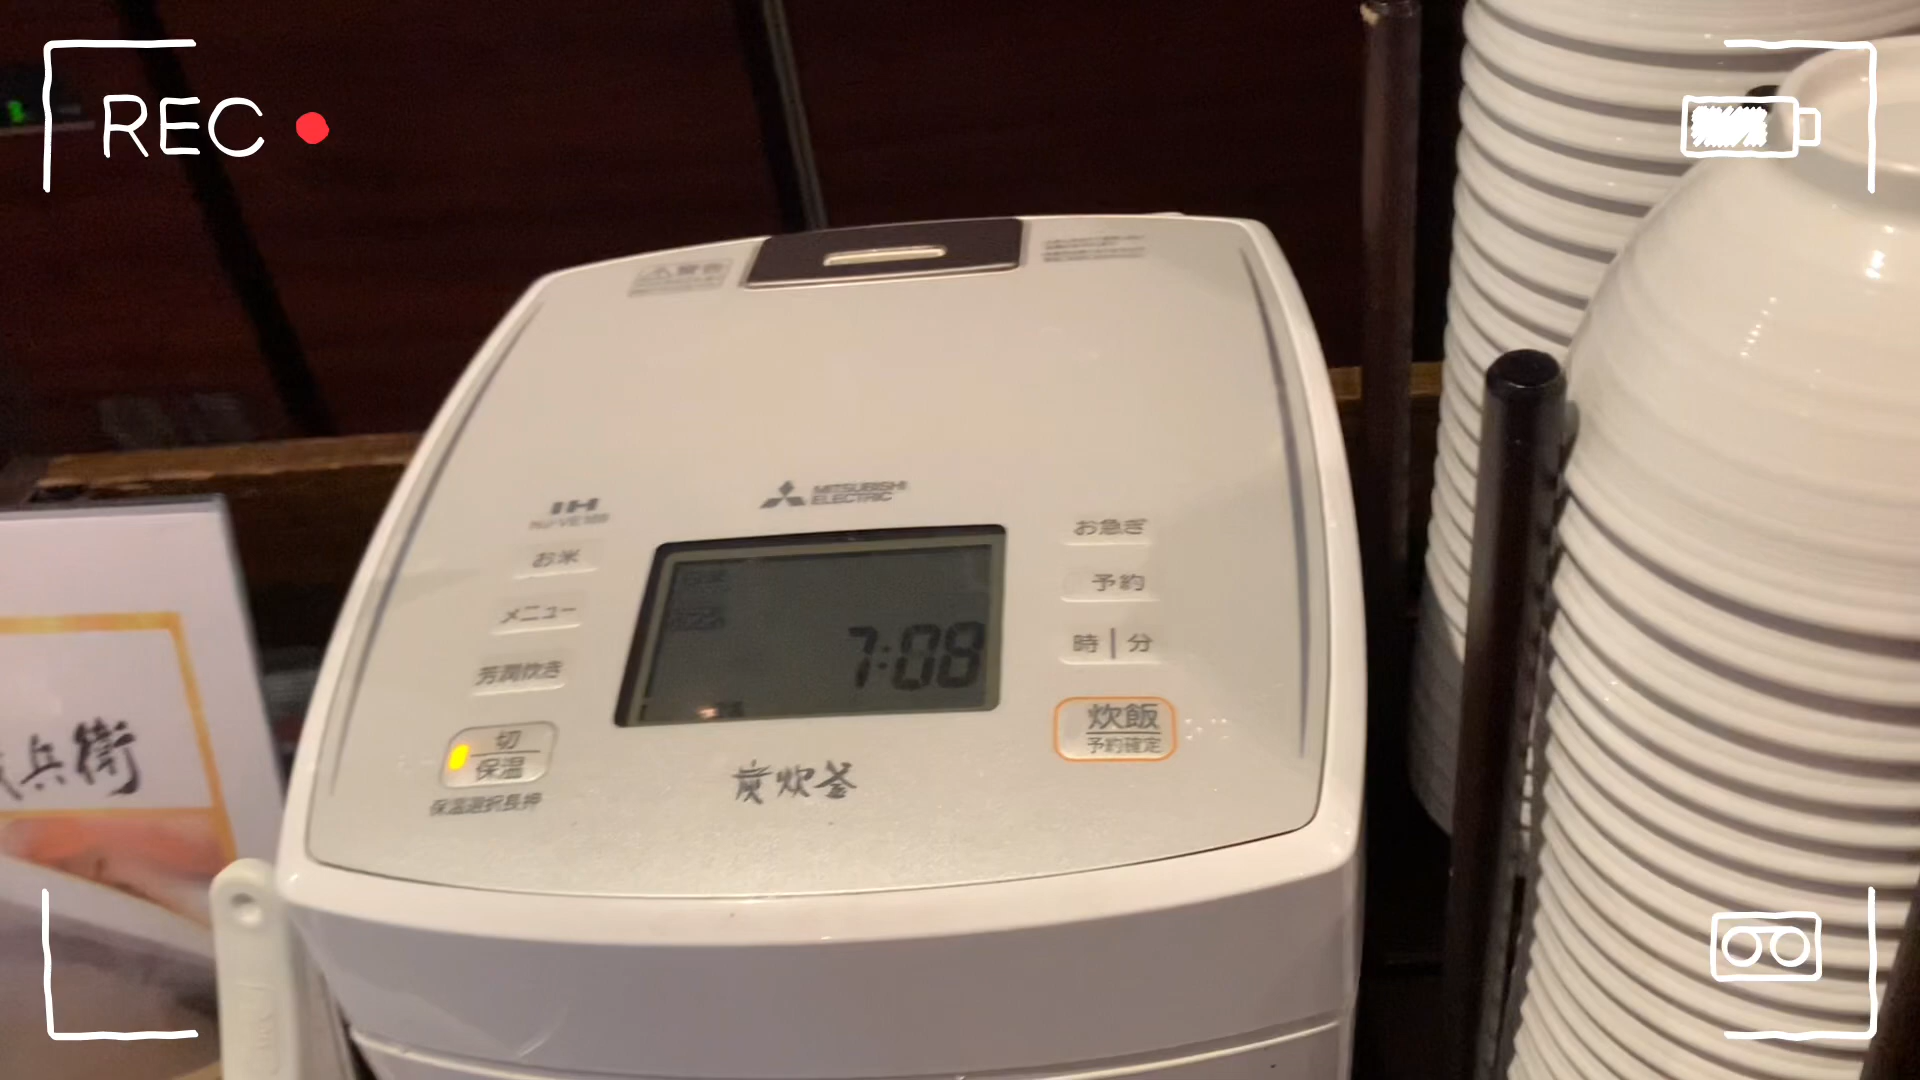 REC
警告
MITSUBISHI
ELECTRIC
IH
お米
メニュー
芳潤炊き
切
保温
保温選択長押
7:08
お急ぎ
予約
時|分
炊飯
予約確定
炭炊釜
兵衛